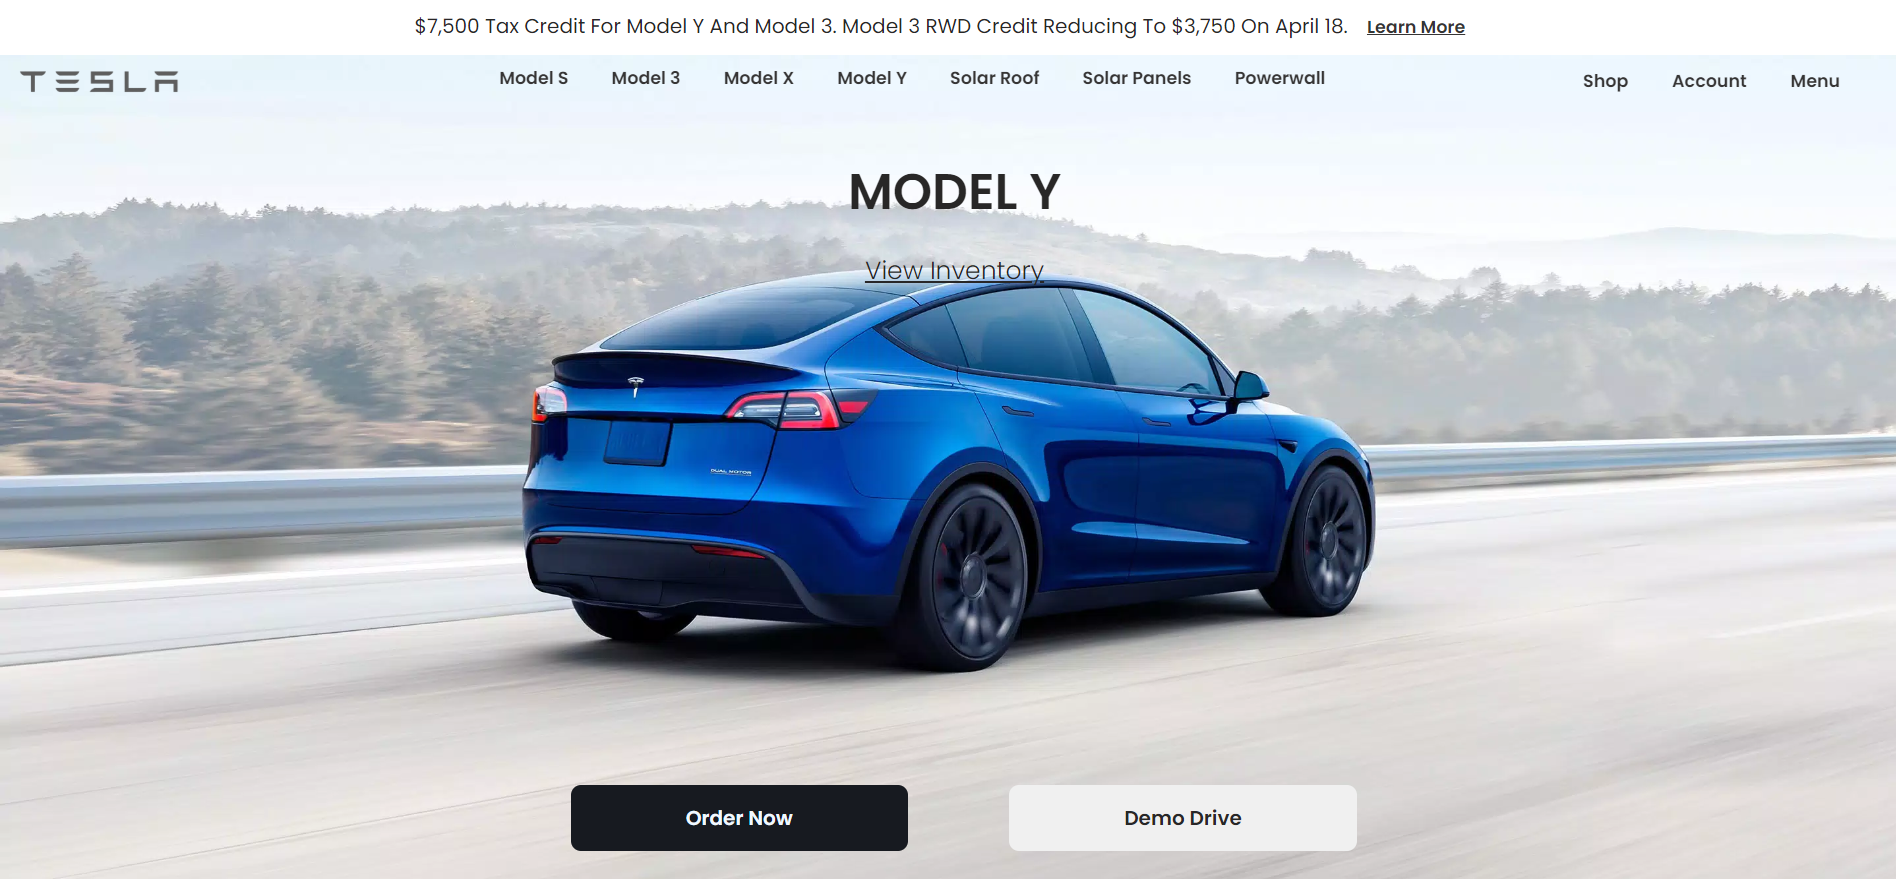 $7,500 Tax Credit For Model Y And Model 3. Model 3 RWD Credit Reducing To $3,750 On April 18. Learn More
TESLA Model S Model 3 Model X Model Y Solar Roof Solar Panels Powerwall Shop Account Menu
MODEL Y
View Inventory
DUAL MOTOR
Order Now Demo Drive